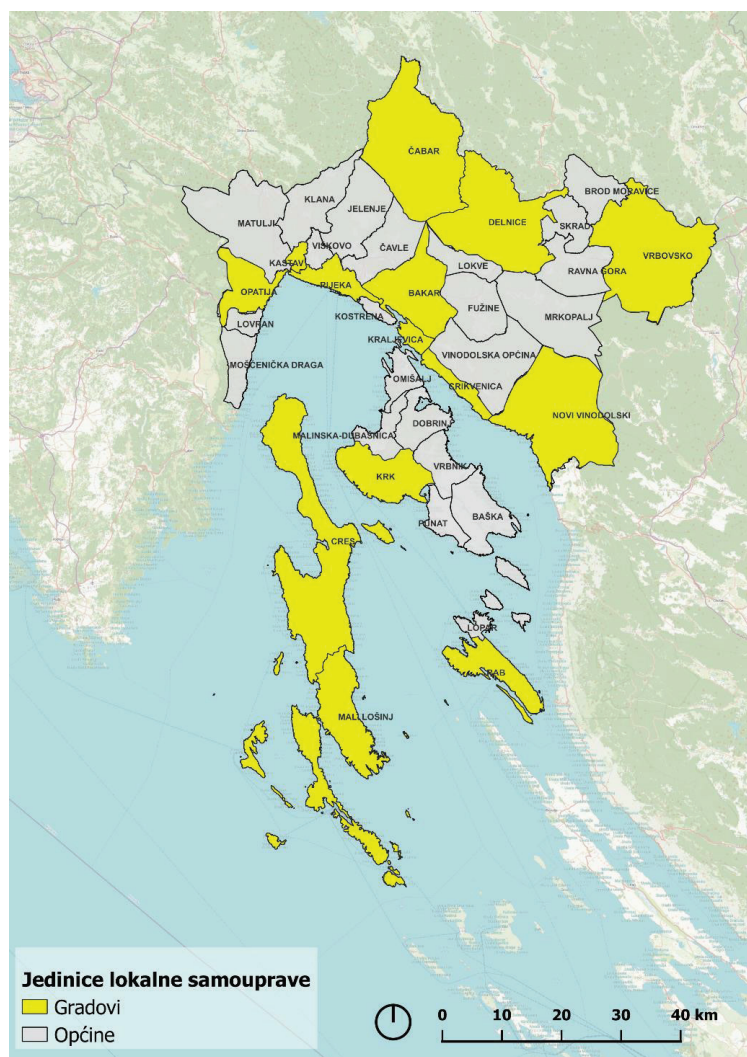 ČABAR
BROD MORAVICE
KLANA
JELENJE
DELNICE
MATULJI
SKRAD
VIŠKOVO
ČAVLE
VRBOVSKO
KASTAV
LOKVE
RAVNA GORA
RIJEKA
OPATIJA
BAKAR
FUŽINE
KOSTRENA
MRKOPALJ
LOVRAN
KRALJEVICA
VINODOLSKA OPĆINA
MOŠĆENIČKA DRAGA
OMIŠALJ
CRIKVENICA
NOVI VINODOLSKI
DOBRINJ
MALINSKA-DUBAŠNICA
VRBNIK
KRK
BAŠKA
PUNAT
CRES
LOPAR
RAB
MALI LOŠINJ
Jedinice lokalne samouprave
Gradovi
Općine
0 10 20 30 40 km